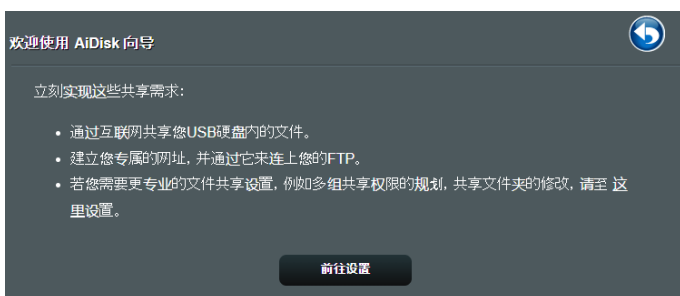 欢迎使用 AiDisk 向导
立刻实现这些共享需求:
• 通过互联网共享您USB硬盘内的文件。
• 建立您专属的网址, 并通过它来连上您的FTP。
• 若您需要更专业的文件共享设置, 例如多组共享权限的规划, 共享文件夹的修改, 请至 这
里设置。
前往设置